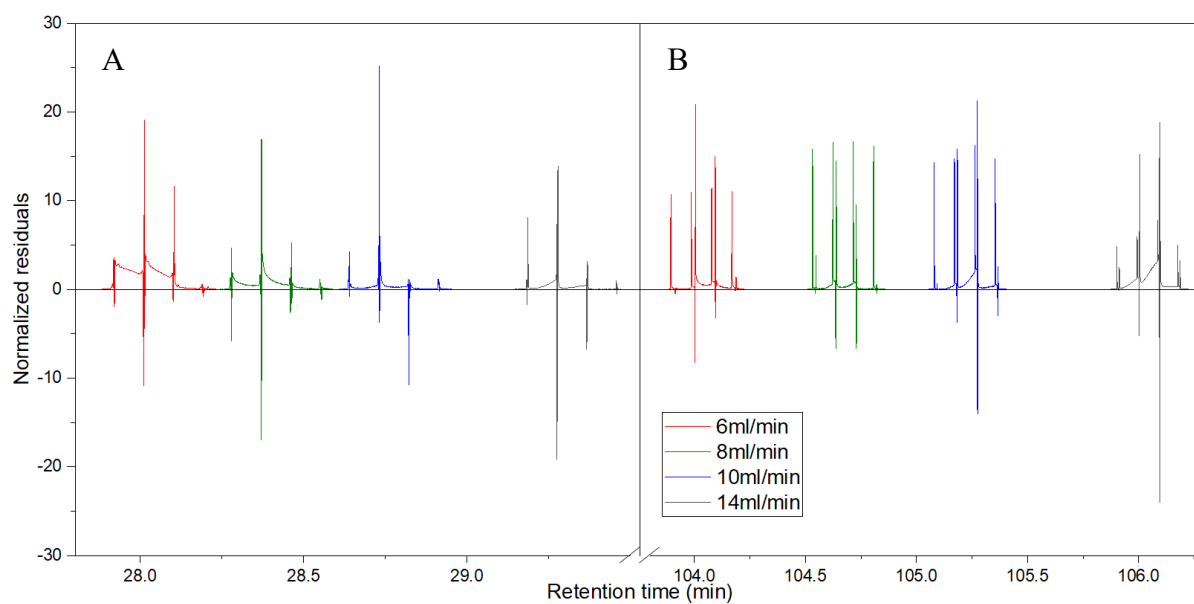 30
A
B
20
10
0
-10
-20
-30
Normalized residuals
6ml/min
8ml/min
10ml/min
14ml/min
28.0
28.5
29.0
104.0
104.5
105.0
105.5
106.0
Retention time (min)